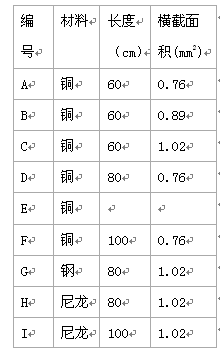 编号 材料 长度(cm) 横截面积(mm²)
A 铜 60 0.76
B 铜 60 0.89
C 铜 60 1.02
D 铜 80 0.76
E 铜
F 铜 100 0.76
G 钢 80 1.02
H 尼龙 80 1.02
I 尼龙 100 1.02